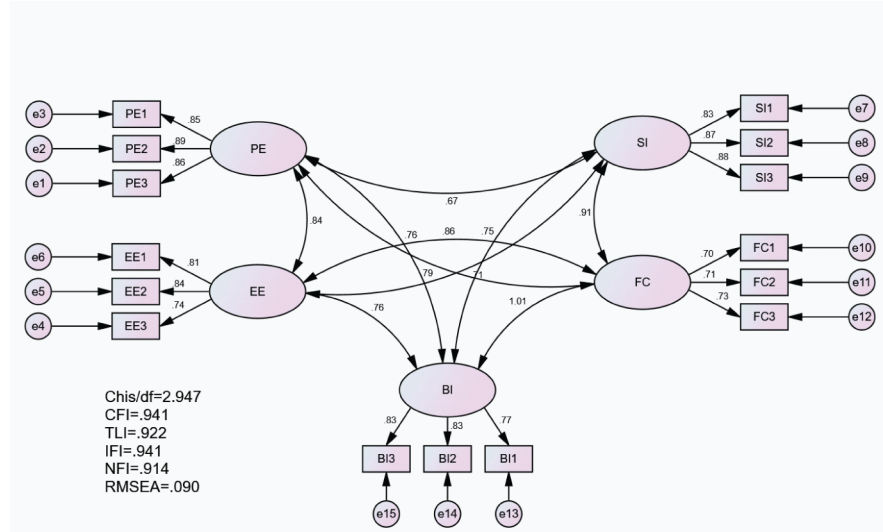 e3
PE1
.85
e2
PE2
.89
PE
e1
PE3
.86
SI
.83
SI1
e7
.87
SI2
e8
.88
SI3
e9
.67
.84
.91
.76
.86
.75
.79
.71
e6
EE1
.81
e5
EE2
.84
EE
e4
EE3
.74
FC
.70
FC1
e10
.71
FC2
e11
.73
FC3
e12
.76
1.01
BI
.83
.83
.77
BI3
BI2
BI1
e15
e14
e13
Chis/df=2.947
CFI=.941
TLI=.922
IFI=.941
NFI=.914
RMSEA=.090